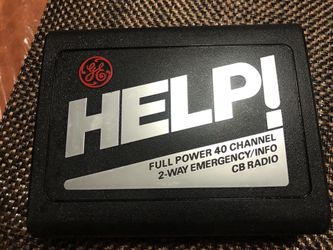 GE
HELP!
FULL POWER 40 CHANNEL
2-WAY EMERGENCY/INFO
CB RADIO